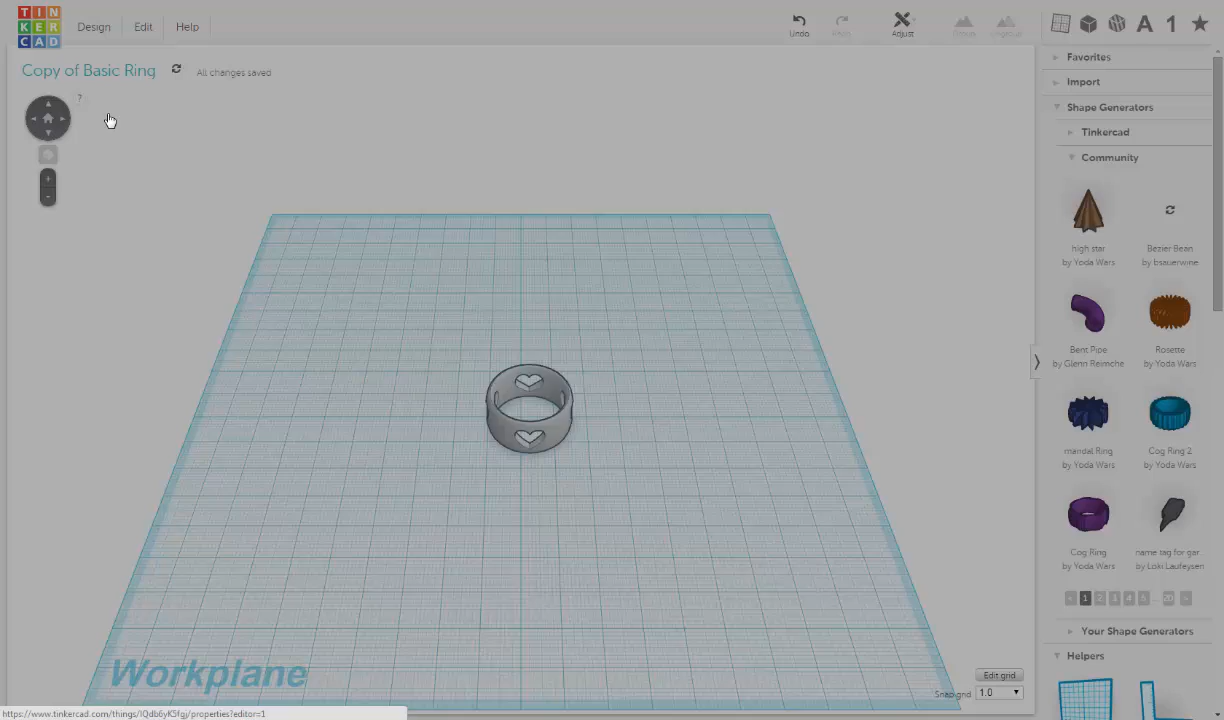 TIN
KER
CAD
Design
Edit
Help
Undo
Redo
Adjust
Group
Ungroup
A
1
Copy of Basic Ring
All changes saved
?
+
-
Favorites
Import
Shape Generators
Tinkercad
Community
high star
by Yoda Wars
Bezier Bean
by bsauerwine
Bent Pipe
by Glenn Reimche
Rosette
by Yoda Wars
mandal Ring
by Yoda Wars
Cog Ring 2
by Yoda Wars
Cog Ring
by Yoda Wars
name tag for gar...
by Loki Laufeysen
« 1 2 3 4 5 ... 20 »
Your Shape Generators
Helpers
Workplane
Edit grid
Snap grid 1.0
https://www.tinkercad.com/things/lQdb6yK5fgj/properties?editor=1